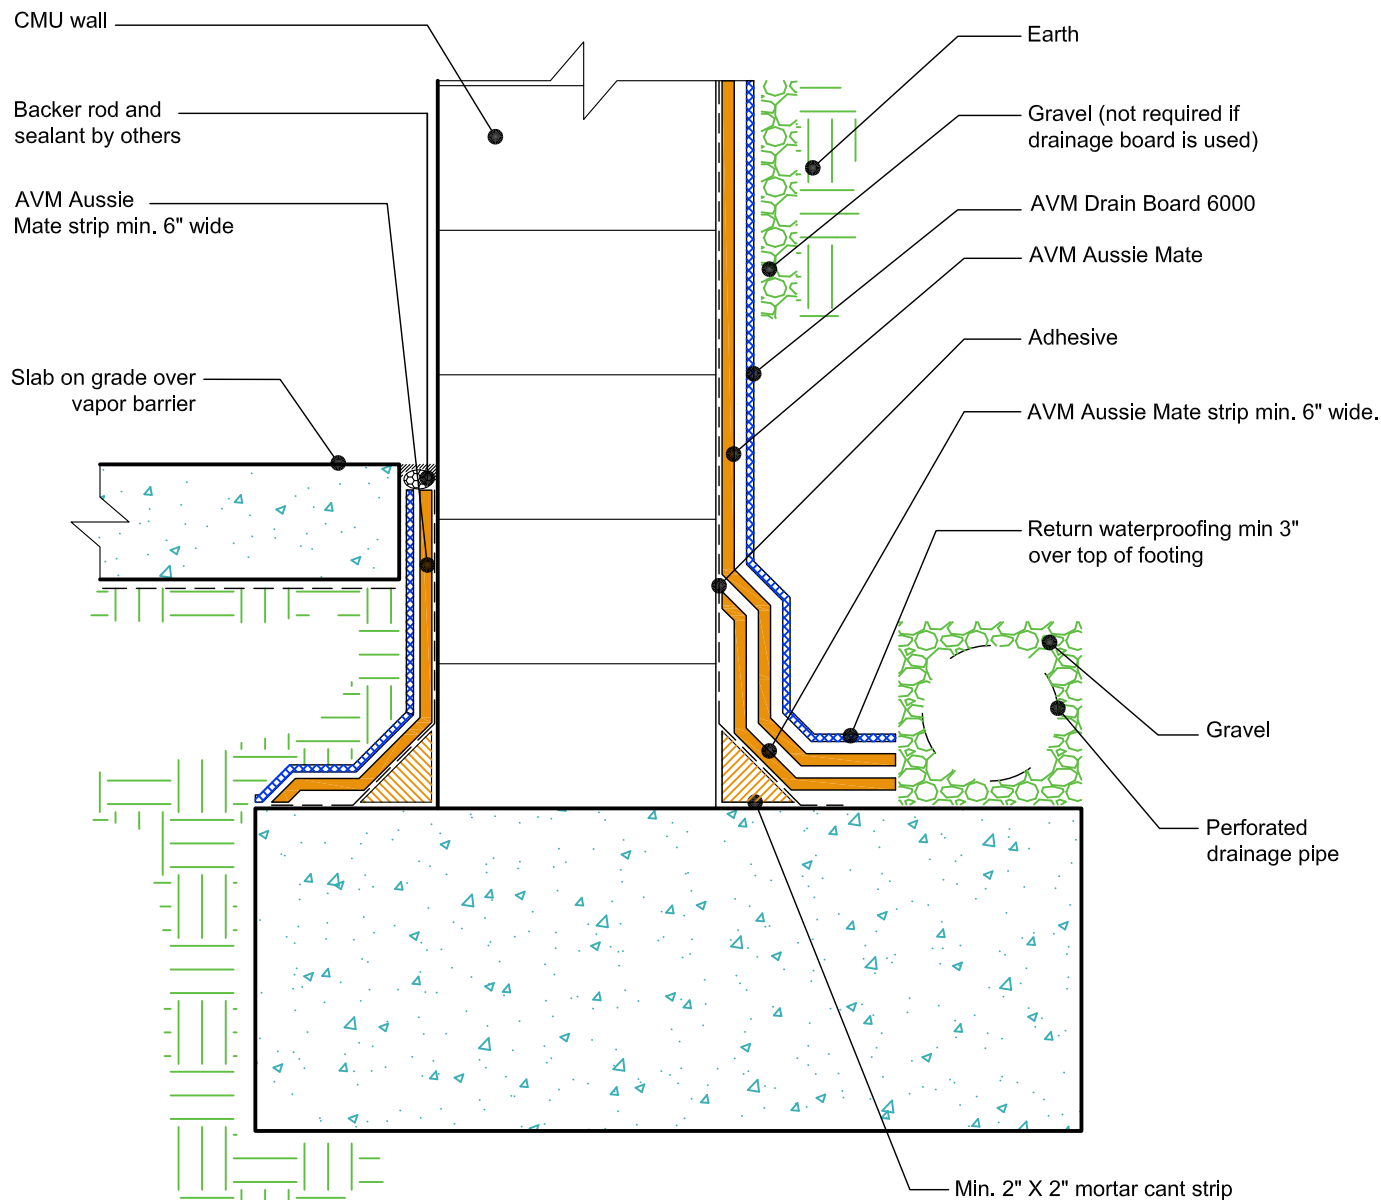 CMU wall
Backer rod and
sealant by others
AVM Aussie
Mate strip min. 6" wide
Slab on grade over
vapor barrier
Earth
Gravel (not required if
drainage board is used)
AVM Drain Board 6000
AVM Aussie Mate
Adhesive
AVM Aussie Mate strip min. 6" wide.
Return waterproofing min 3"
over top of footing
Gravel
Perforated
drainage pipe
Min. 2" X 2" mortar cant strip